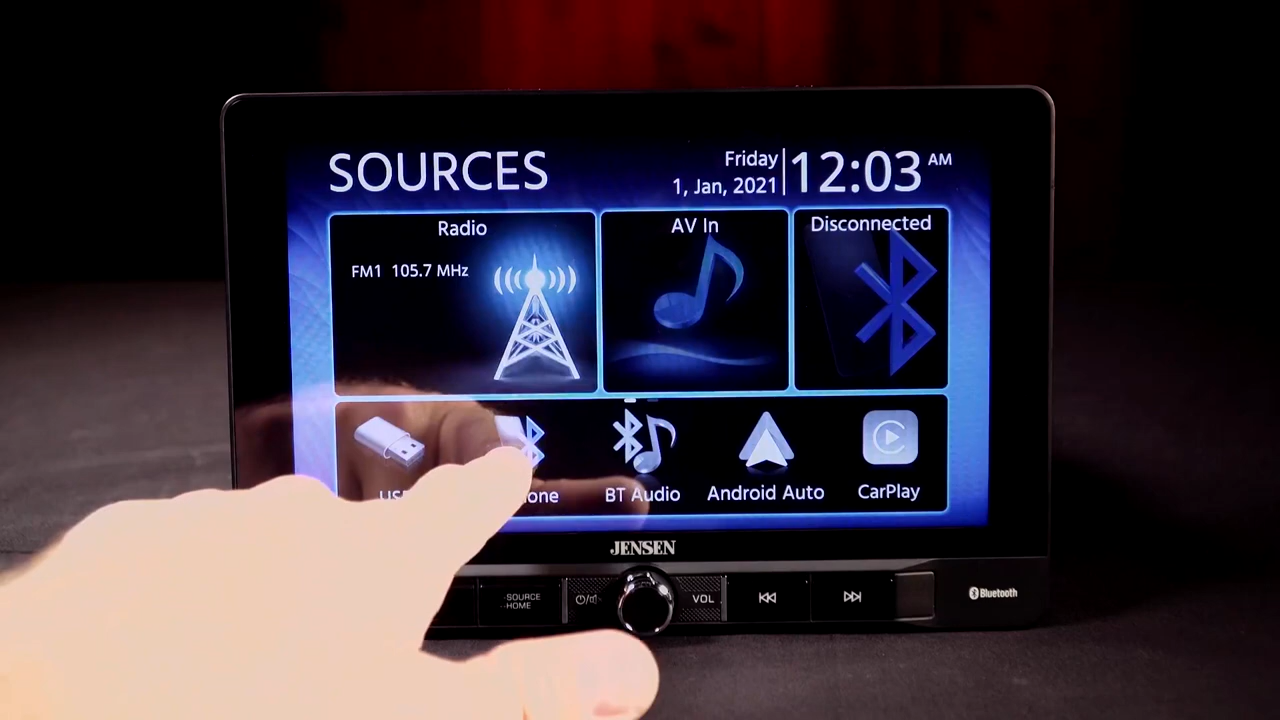 SOURCES
Friday
1, Jan, 2021
12:03 AM
Radio
AV In
Disconnected
FM1 105.7 MHz
BT Audio
Android Auto
CarPlay
JENSEN
SOURCE
HOME
VOL
Bluetooth